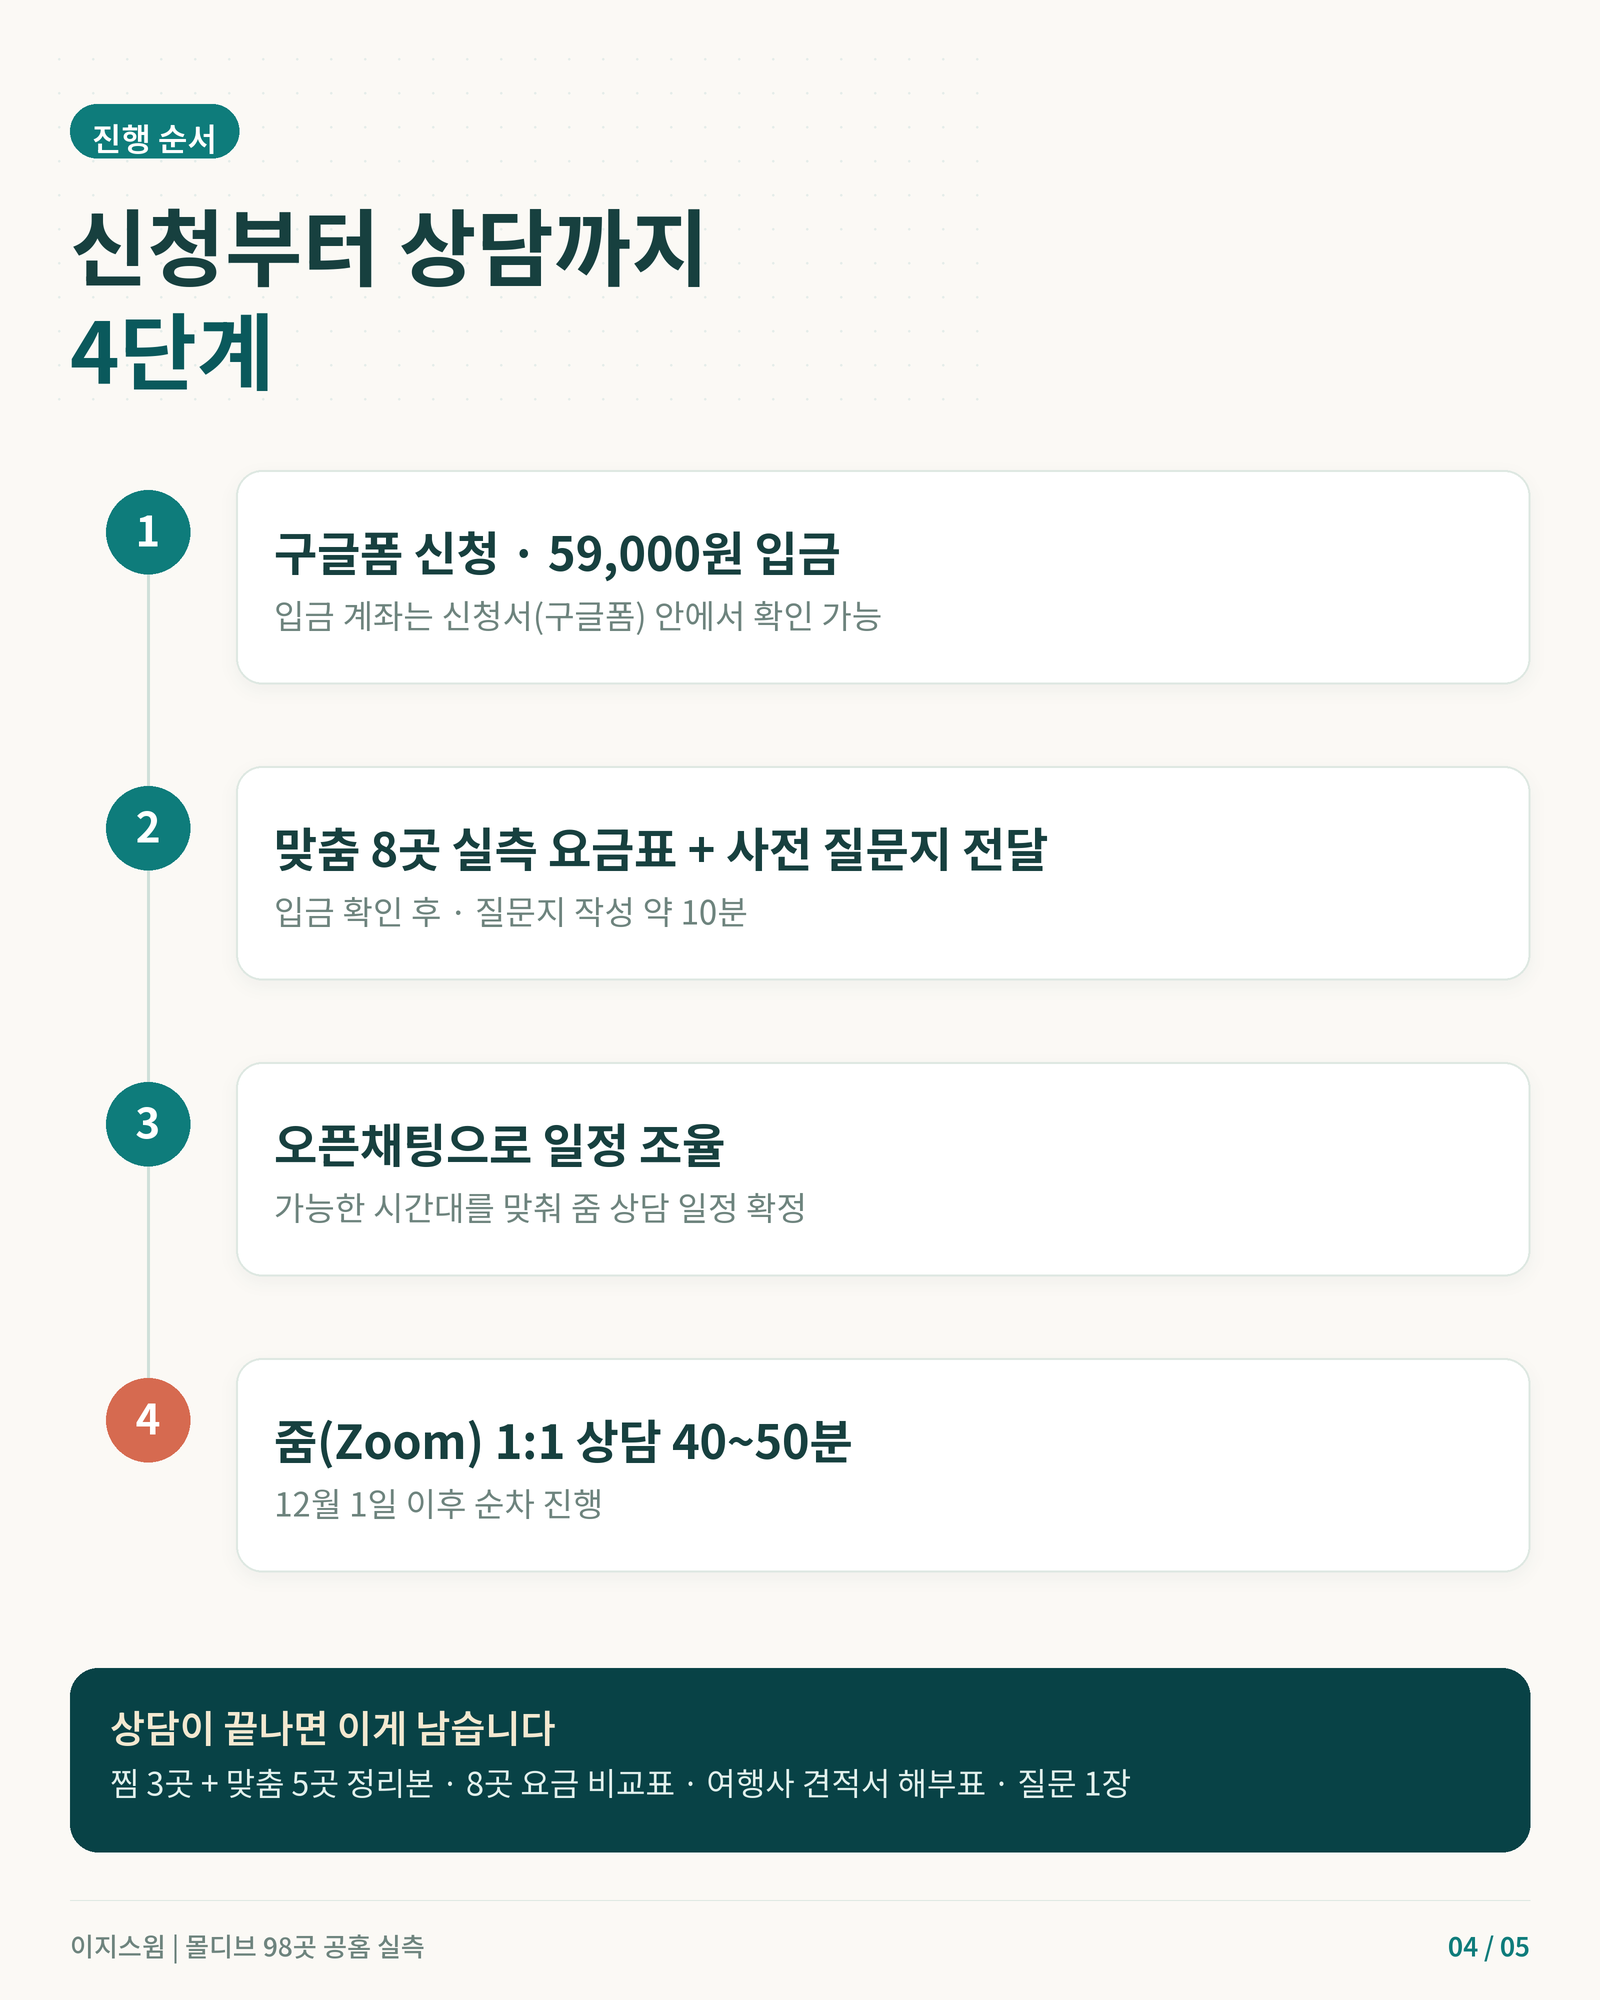 진행 순서
신청부터 상담까지
4단계
1
구글폼 신청 · 59,000원 입금
입금 계좌는 신청서(구글폼) 안에서 확인 가능
2
맞춤 8곳 실측 요금표 + 사전 질문지 전달
입금 확인 후 · 질문지 작성 약 10분
3
오픈채팅으로 일정 조율
가능한 시간대를 맞춰 줌 상담 일정 확정
4
줌(Zoom) 1:1 상담 40~50분
12월 1일 이후 순차 진행
상담이 끝나면 이게 남습니다
찜 3곳 + 맞춤 5곳 정리본 · 8곳 요금 비교표 · 여행사 견적서 해부표 · 질문 1장
이지스윔 | 몰디브 98곳 공홈 실측
04 / 05